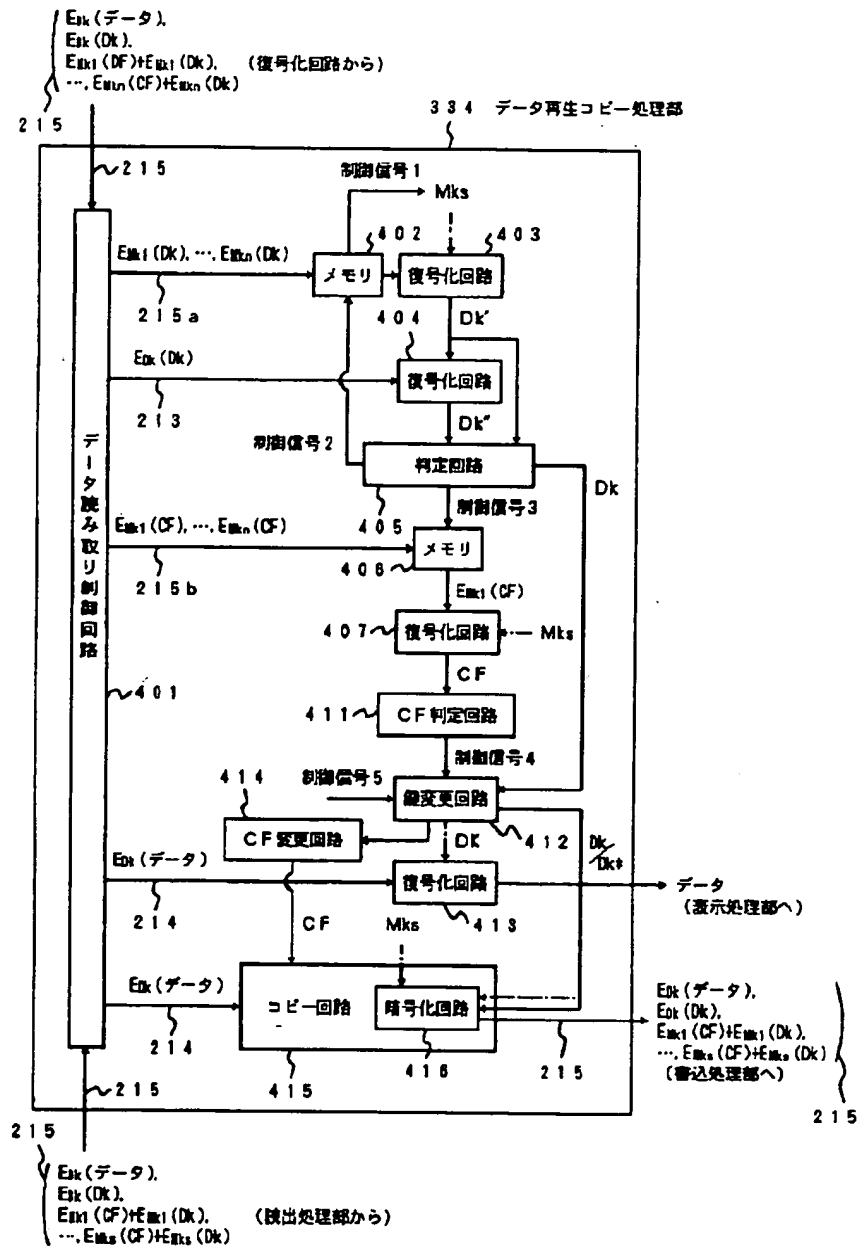 EDk(データ),
EDk(Dk),
EMk1(DF)+EMk1(Dk), (復号化回路から)
…, EMkn(CF)+EMkn(Dk)
215
215
334 データ再生コピー処理部
制御信号1
Mks
402
403
EMk1(Dk), …, EMkn(Dk)
メモリ
復号化回路
215a
404
Dk'
EDk(Dk)
復号化回路
213
Dk"
制御信号2
判定回路
Dk
405
制御信号3
EMk1(CF), …, EMkn(CF)
メモリ
406
215b
EMk1(CF)
データ読み取り制御回路
407
復号化回路
Mks
CF
401
411
CF判定回路
制御信号4
414
制御信号5
鍵変更回路
412
CF変更回路
DK
Dk/Dk*
EDk(データ)
復号化回路
データ
(表示処理部へ)
214
413
CF
Mks
EDk(データ)
コピー回路
暗号化回路
214
415
416
215
EDk(データ),
EDk(Dk),
EMk1(CF)+EMk1(Dk),
…, EMks(CF)+EMks(Dk)
(書込処理部へ)
215
215
215
EDk(データ),
EDk(Dk),
EMk1(CF)+EMk1(Dk), (検出処理部から)
…, EMks(CF)+EMks(Dk)